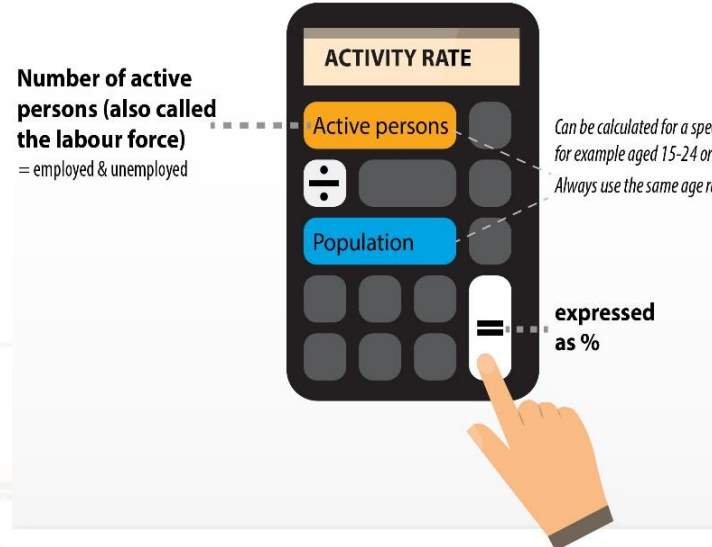 ACTIVITY RATE
Number of active
persons (also called
the labour force)
= employed & unemployed
Active persons
÷
Population
Can be calculated for a
for example aged 15-24 or
Always use the same age
=
expressed
as %